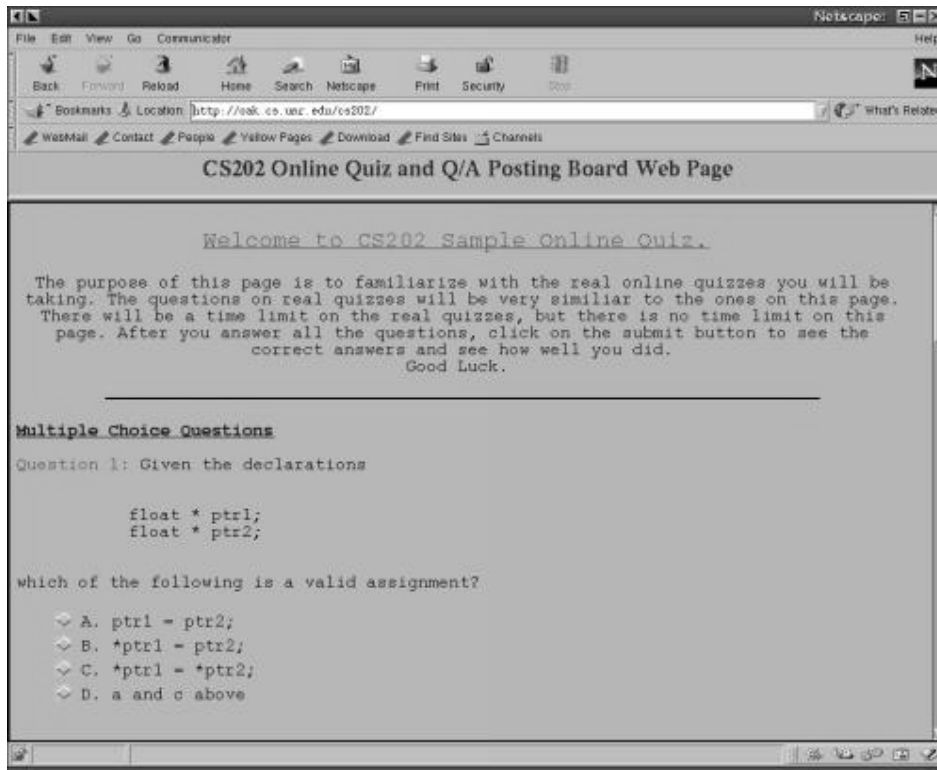 Netscape:
File Edit View Go Communicator Help
Back Forward Reload Home Search Netscape Print Security Stop
Bookmarks Location: http://oak.cs.unr.edu/cs202/ What's Relate
WebMail Contact People Yellow Pages Download Find Sites Channels
CS202 Online Quiz and Q/A Posting Board Web Page
Welcome to CS202 Sample Online Quiz.
The purpose of this page is to familiarize with the real online quizzes you will be
taking. The questions on real quizzes will be very similiar to the ones on this page.
There will be a time limit on the real quizzes, but there is no time limit on this
page. After you answer all the questions, click on the submit button to see the
correct answers and see how well you did.
Good Luck.
Multiple Choice Questions
Question 1: Given the declarations
float * ptr1;
float * ptr2;
which of the following is a valid assignment?
A. ptr1 = ptr2;
B. *ptr1 = ptr2;
C. *ptr1 = *ptr2;
D. a and c above